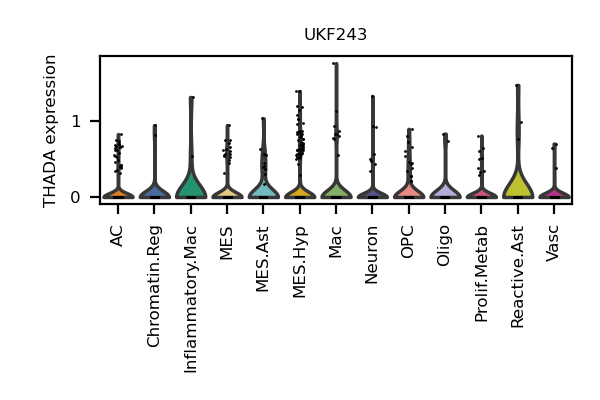 UKF243
THADA expression
1
0
AC
Chromatin.Reg
Inflammatory.Mac
MES
MES.Ast
MES.Hyp
Mac
Neuron
OPC
Oligo
Prolif.Metab
Reactive.Ast
Vasc